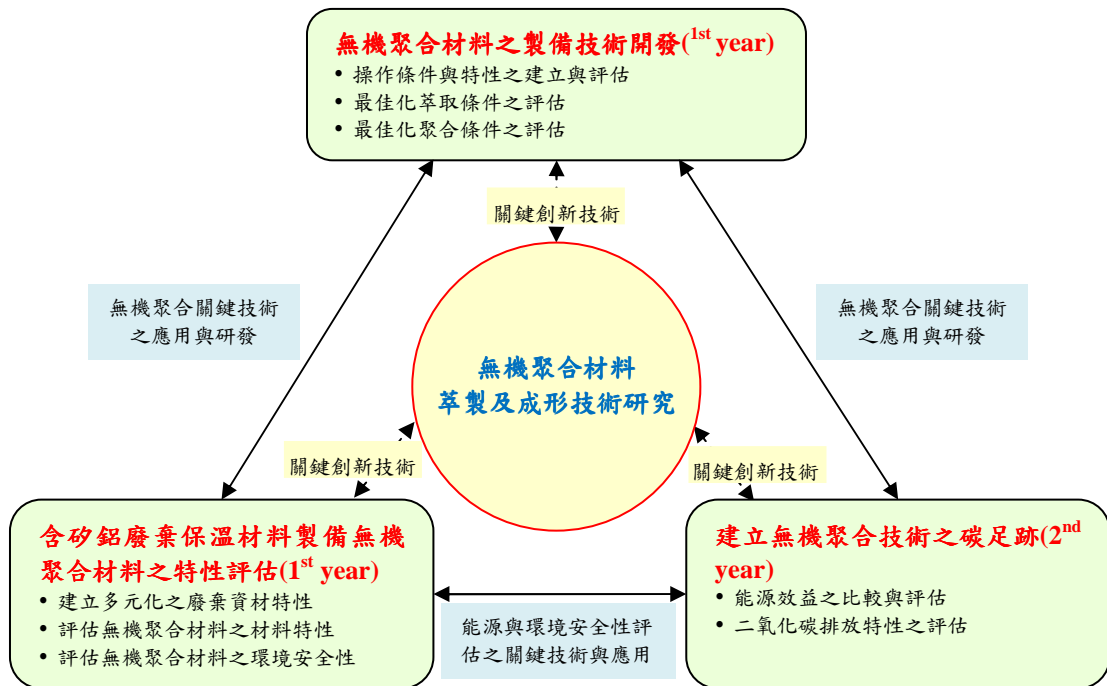 無機聚合材料之製備技術開發(1st year)
• 操作條件與特性之建立與評估
• 最佳化萃取條件之評估
• 最佳化聚合條件之評估
關鍵創新技術
無機聚合關鍵技術
之應用與研發
無機聚合關鍵技術
之應用與研發
無機聚合材料
萃製及成形技術研究
關鍵創新技術
關鍵創新技術
含矽鋁廢棄保溫材料製備無機
聚合材料之特性評估(1st year)
• 建立多元化之廢棄資材特性
• 評估無機聚合材料之材料特性
• 評估無機聚合材料之環境安全性
能源與環境安全性評
估之關鍵技術與應用
建立無機聚合技術之碳足跡(2nd
year)
• 能源效益之比較與評估
• 二氧化碳排放特性之評估